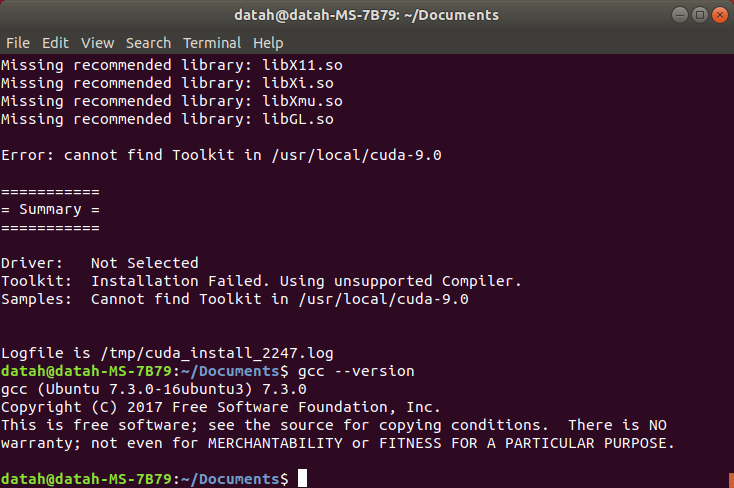 datah@datah-MS-7B79: ~/Documents
File Edit View Search Terminal Help
Missing recommended library: libX11.so
Missing recommended library: libXi.so
Missing recommended library: libXmu.so
Missing recommended library: libGL.so
Error: cannot find Toolkit in /usr/local/cuda-9.0
===========
= Summary =
===========
Driver:   Not Selected
Toolkit:  Installation Failed. Using unsupported Compiler.
Samples:  Cannot find Toolkit in /usr/local/cuda-9.0
Logfile is /tmp/cuda_install_2247.log
datah@datah-MS-7B79:~/Documents$ gcc --version
gcc (Ubuntu 7.3.0-16ubuntu3) 7.3.0
Copyright (C) 2017 Free Software Foundation, Inc.
This is free software; see the source for copying conditions.  There is NO
warranty; not even for MERCHANTABILITY or FITNESS FOR A PARTICULAR PURPOSE.
datah@datah-MS-7B79:~/Documents$